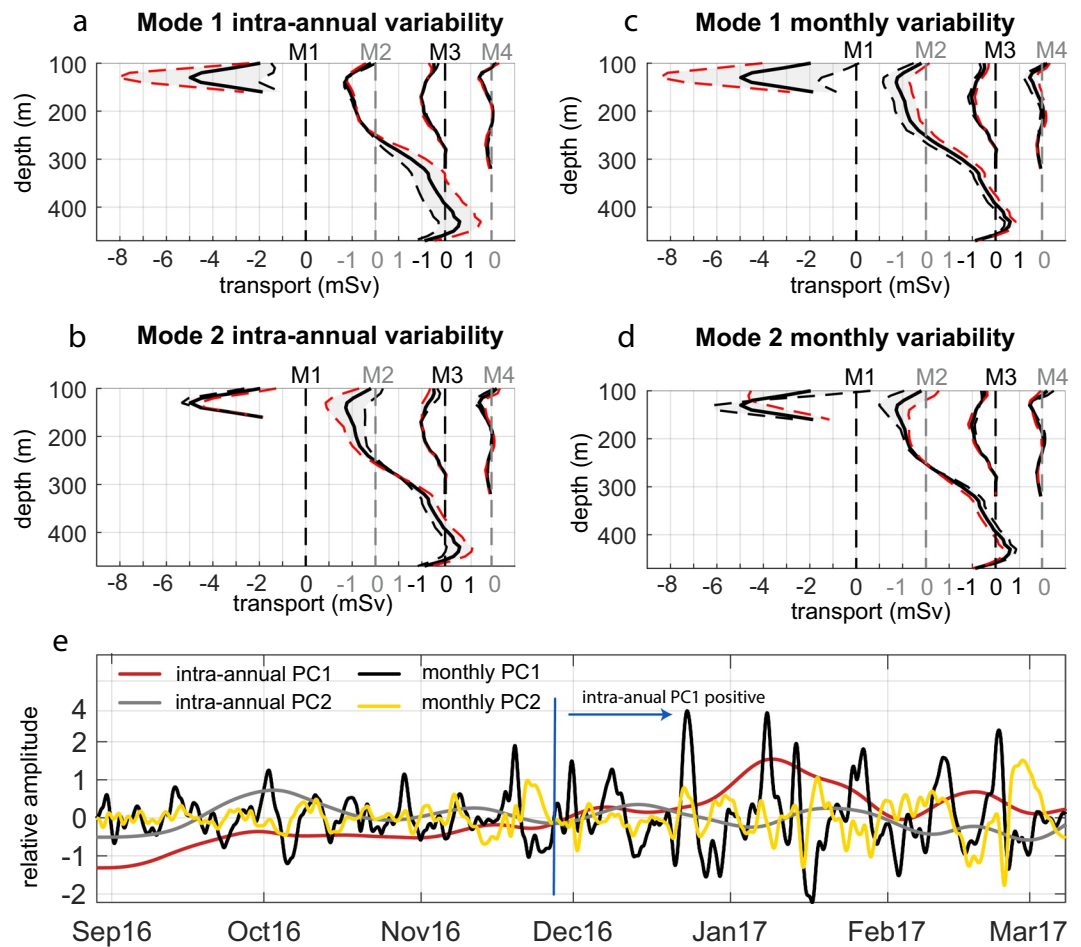 a Mode 1 intra-annual variability
M1 M2 M3 M4
100
200
300
400
depth (m)
-8 -6 -4 -2 0 -1 0 1 -1 0 1 0
transport (mSv)
c Mode 1 monthly variability
M1 M2 M3 M4
100
200
300
400
depth (m)
-8 -6 -4 -2 0 -1 0 1 -1 0 1 0
transport (mSv)
b Mode 2 intra-annual variability
M1 M2 M3 M4
100
200
300
400
depth (m)
-8 -6 -4 -2 0 -1 0 1 -1 0 1 0
transport (mSv)
d Mode 2 monthly variability
M1 M2 M3 M4
100
200
300
400
depth (m)
-8 -6 -4 -2 0 -1 0 1 -1 0 1 0
transport (mSv)
e
intra-annual PC1 monthly PC1
intra-annual PC2 monthly PC2
intra-anual PC1 positive
4
2
1
0
-1
-2
relative amplitude
Sep16 Oct16 Nov16 Dec16 Jan17 Feb17 Mar17